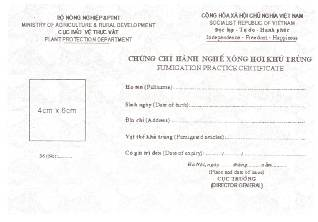 BỘ NÔNG NGHIỆP & PTNT
MINISTRY OF AGRICULTURE & RURAL DEVELOPMENT
CỤC BẢO VỆ THỰC VẬT
PLANT PROTECTION DEPARTMENT
CỘNG HÒA XÃ HỘI CHỦ NGHĨA VIỆT NAM
SOCIALIST REPUBLIC OF VIETNAM
Độc lập - Tự do - Hạnh phúc
Independence - Freedom - Happiness
CHỨNG CHỈ HÀNH NGHỀ XÔNG HƠI KHỬ TRÙNG
FUMIGATION PRACTICE CERTIFICATE
4cm x 6cm
Số (No):........
Họ tên (Fullname):
Sinh ngày (Date of birth):
Địa chỉ (Address)
Vật thể khử trùng (Fumigated articles):
Có giá trị đến (Date of expiry): ....../....../......
Hà Nội, ngày tháng năm
(Place and date of issue)
CỤC TRƯỞNG
(DIRECTOR GENERAL)